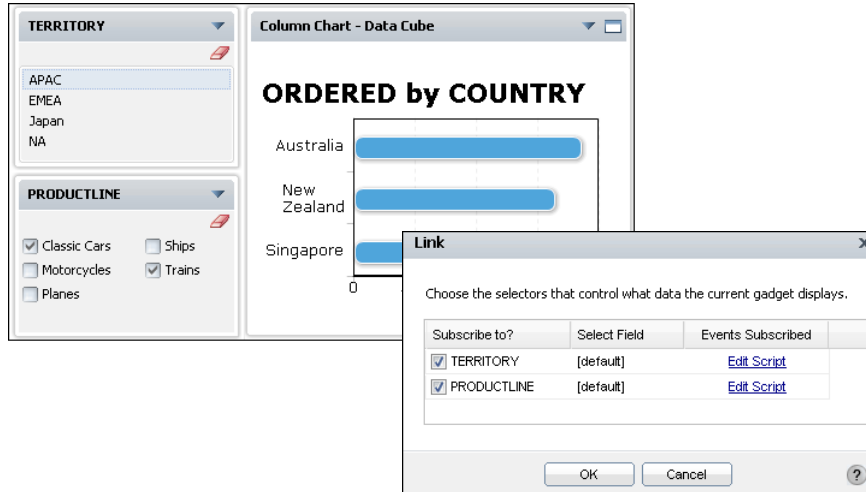 TERRITORY
APAC
EMEA
Japan
NA
PRODUCTLINE
Classic Cars
Ships
Motorcycles
Trains
Planes
Column Chart - Data Cube
ORDERED by COUNTRY
Australia
New
Zealand
Singapore
0
Link
x
Choose the selectors that control what data the current gadget displays.
Subscribe to? Select Field Events Subscribed
TERRITORY [default] Edit Script
PRODUCTLINE [default] Edit Script
OK Cancel ?